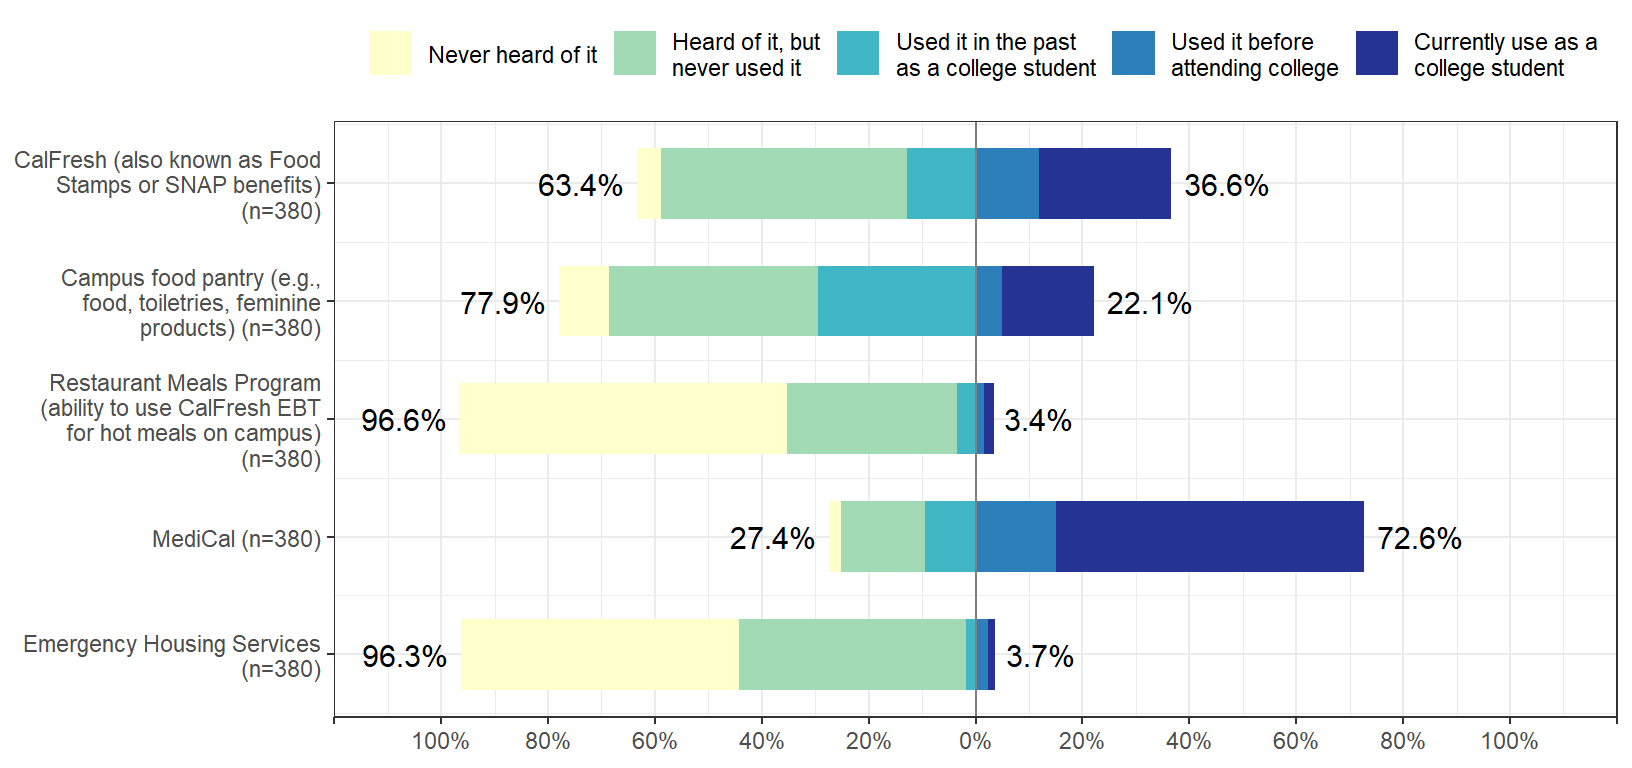 Never heard of it
Heard of it, but
never used it
Used it in the past
as a college student
Used it before
attending college
Currently use as a
college student
CalFresh (also known as Food
Stamps or SNAP benefits)
(n=380)
63.4%
36.6%
Campus food pantry (e.g.,
food, toiletries, feminine
products) (n=380)
77.9%
22.1%
Restaurant Meals Program
(ability to use CalFresh EBT
for hot meals on campus)
(n=380)
96.6%
3.4%
MediCal (n=380)
27.4%
72.6%
Emergency Housing Services
(n=380)
96.3%
3.7%
100% 80% 60% 40% 20% 0% 20% 40% 60% 80% 100%